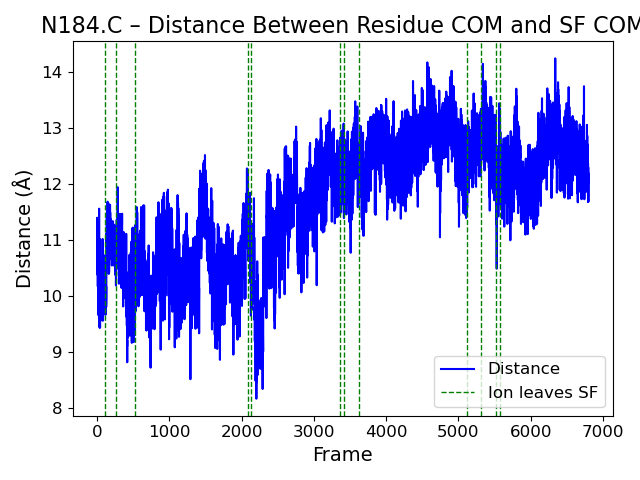 N184.C – Distance Between Residue COM and SF COM
Distance (Å)
14
13
12
11
10
9
8
0 1000 2000 3000 4000 5000 6000 7000
Frame
Distance
Ion leaves SF